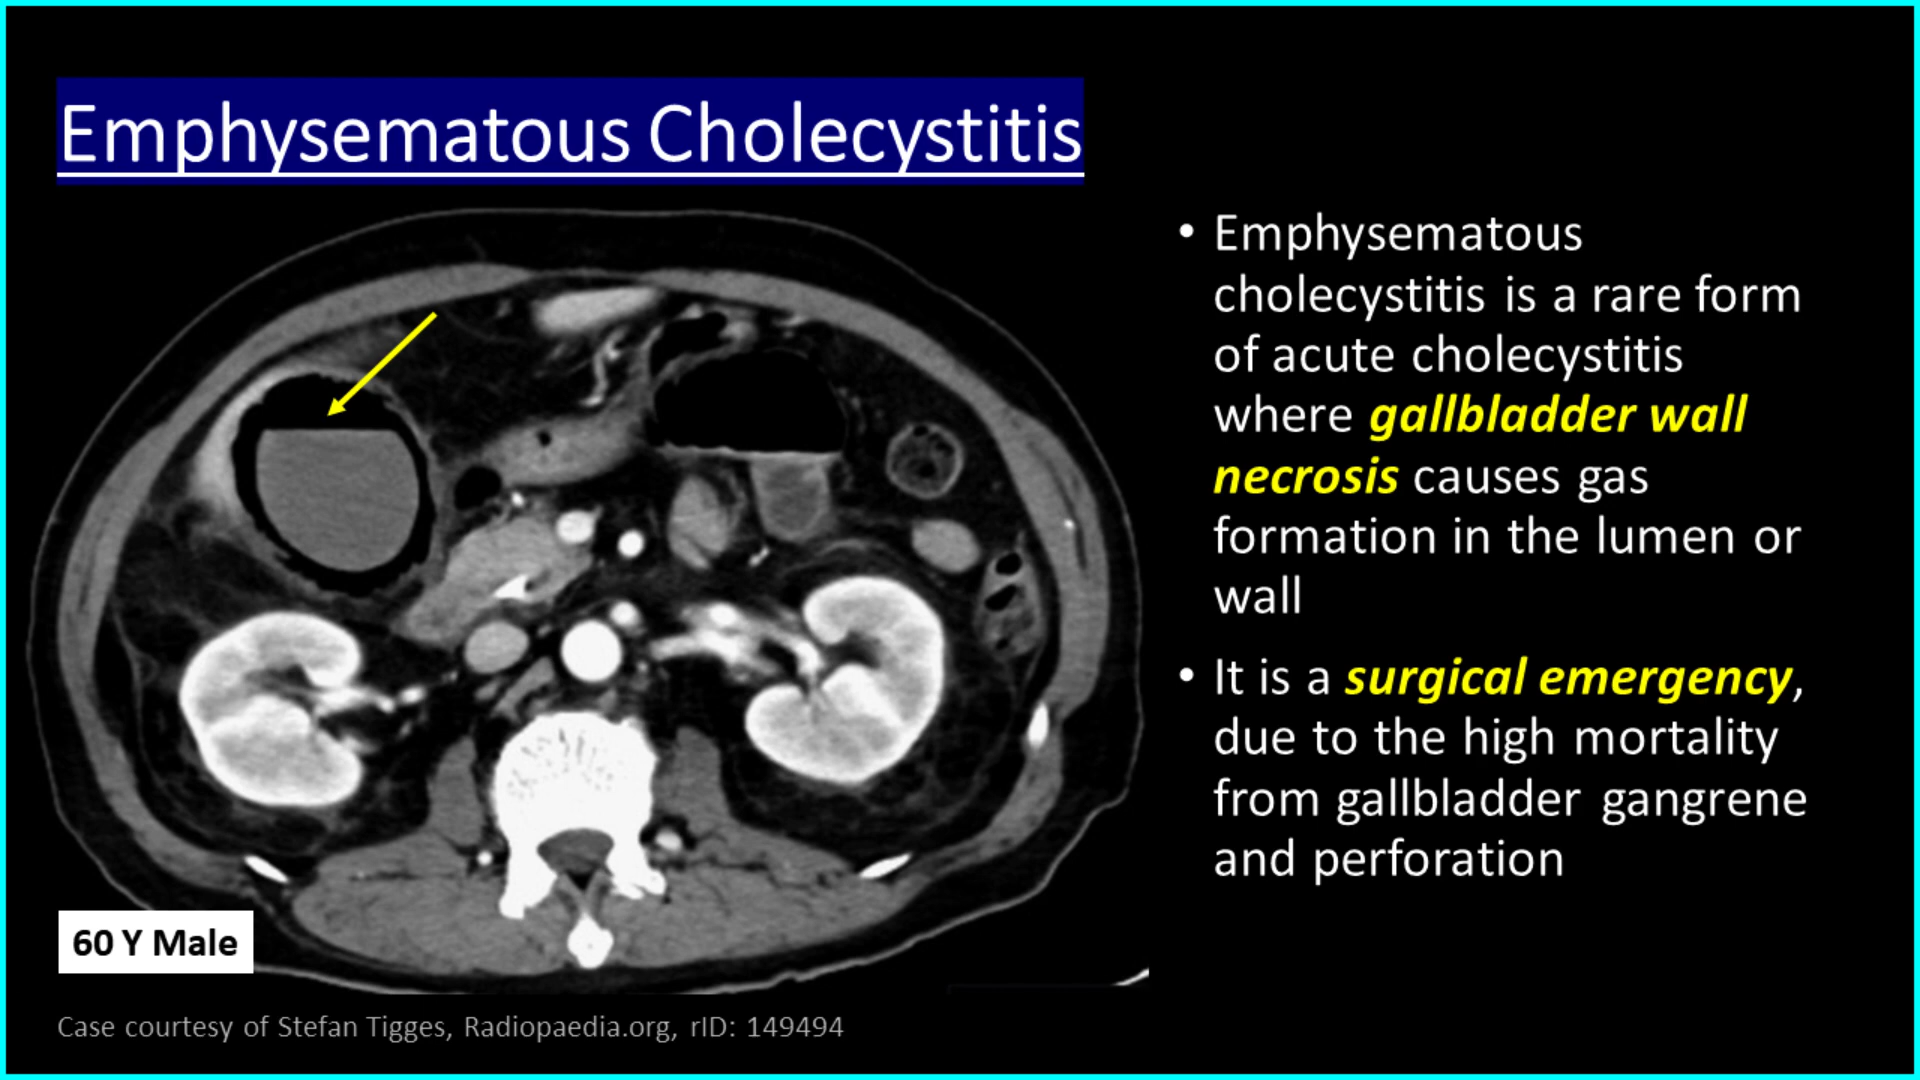 Emphysematous Cholecystitis
• Emphysematous
cholecystitis is a rare form
of acute cholecystitis
where gallbladder wall
necrosis causes gas
formation in the lumen or
wall
• It is a surgical emergency,
due to the high mortality
from gallbladder gangrene
and perforation
60 Y Male
Case courtesy of Stefan Tigges, Radiopaedia.org, rID: 149494